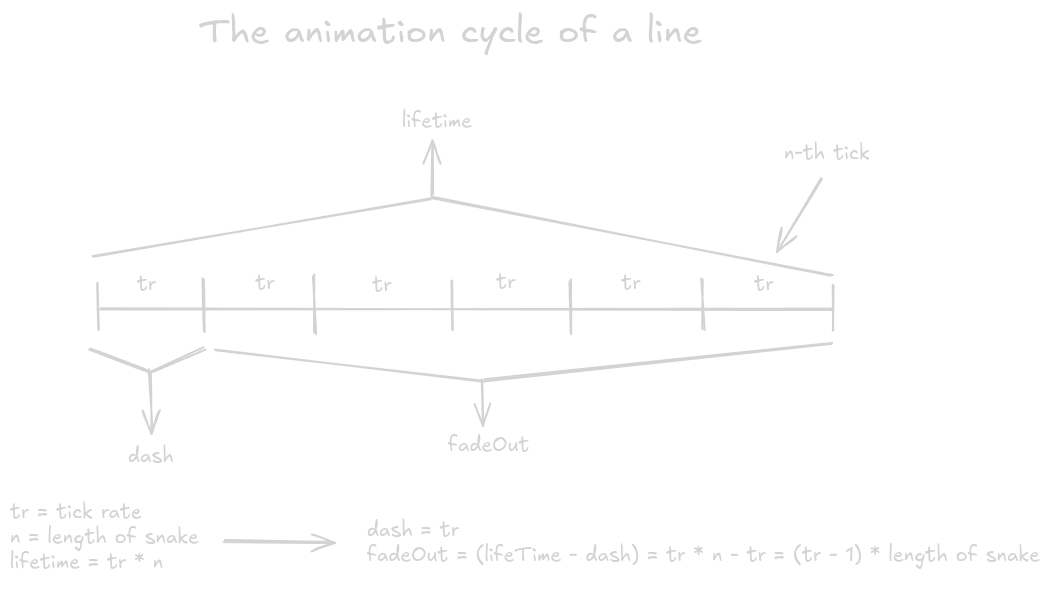 The animation cycle of a line
lifetime
n-th tick
tr tr tr tr tr tr
dash
fadeOut
tr = tick rate
n = length of snake
lifetime = tr * n
dash = tr
fadeOut = (lifeTime - dash) = tr * n - tr = (tr - 1) * length of snake